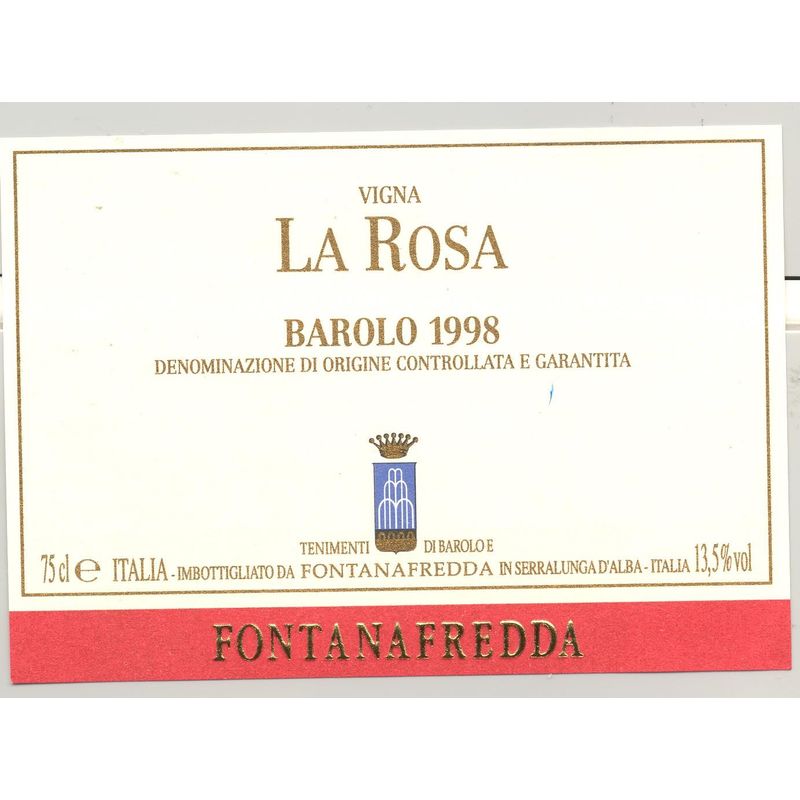 VIGNA
LA ROSA
BAROLO 1998
DENOMINAZIONE DI ORIGINE CONTROLLATA E GARANTITA
TENIMENTI DI BAROLO E
75 cl e ITALIA - IMBOTTIGLIATO DA FONTANAFREDDA IN SERRALUNGA D'ALBA - ITALIA 13,5% vol
FONTANAFREDDA